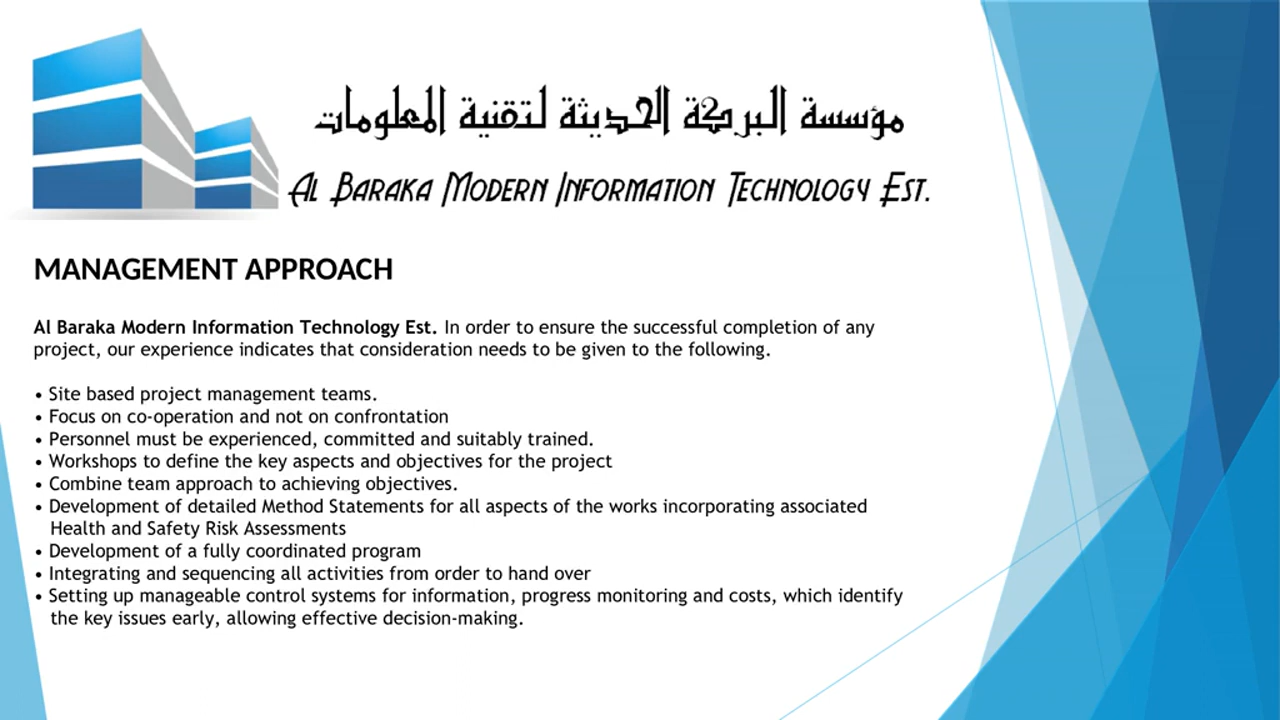 مؤسسة البركة الحديثة لتقنية المعلومات
AL BARAKA MODERN INFORMATION TECHNOLOGY EST.
MANAGEMENT APPROACH
Al Baraka Modern Information Technology Est. In order to ensure the successful completion of any
project, our experience indicates that consideration needs to be given to the following.
• Site based project management teams.
• Focus on co-operation and not on confrontation
• Personnel must be experienced, committed and suitably trained.
• Workshops to define the key aspects and objectives for the project
• Combine team approach to achieving objectives.
• Development of detailed Method Statements for all aspects of the works incorporating associated
Health and Safety Risk Assessments
• Development of a fully coordinated program
• Integrating and sequencing all activities from order to hand over
• Setting up manageable control systems for information, progress monitoring and costs, which identify
the key issues early, allowing effective decision-making.